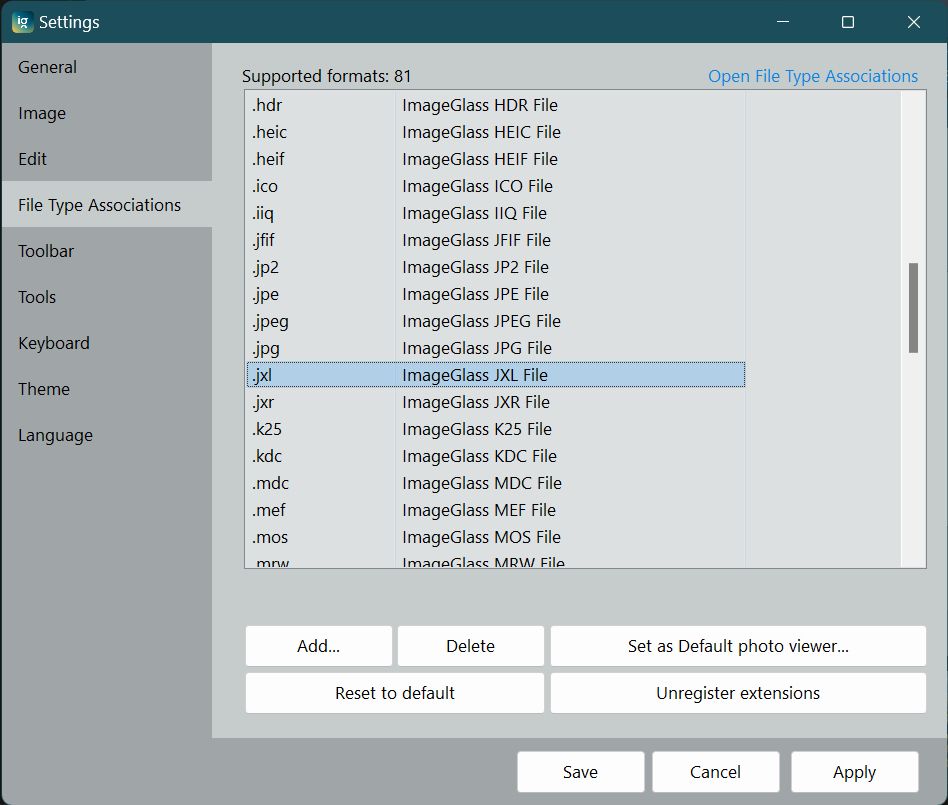 ig Settings
General
Image
Edit
File Type Associations
Toolbar
Tools
Keyboard
Theme
Language
Supported formats: 81 Open File Type Associations
.hdr ImageGlass HDR File
.heic ImageGlass HEIC File
.heif ImageGlass HEIF File
.ico ImageGlass ICO File
.iiq ImageGlass IIQ File
.jfif ImageGlass JFIF File
.jp2 ImageGlass JP2 File
.jpe ImageGlass JPE File
.jpeg ImageGlass JPEG File
.jpg ImageGlass JPG File
.jxl ImageGlass JXL File
.jxr ImageGlass JXR File
.k25 ImageGlass K25 File
.kdc ImageGlass KDC File
.mdc ImageGlass MDC File
.mef ImageGlass MEF File
.mos ImageGlass MOS File
.mrw ImageGlass MRW File
Add... Delete Set as Default photo viewer...
Reset to default Unregister extensions
Save Cancel Apply